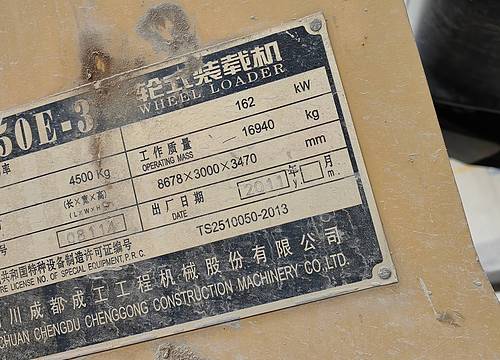 轮式装载机
50E-3 WHEEL LOADER
率 162 kW
4500 Kg 工作质量 OPERATING MASS 16940 kg
(长×宽×高) (L×W×H) 8678×3000×3470 mm
号 08114 出厂日期 DATE 2011 年 y. 月 m.
共和国特种设备制造许可证编号 TS2510050-2013
RE LICENSE NO. OF SPECIAL EQUIPMENT, P.R.C.
川成都成工工程机械股份有限公司
CHUAN CHENGDU CHENGGONG CONSTRUCTION MACHINERY CO.,LTD.